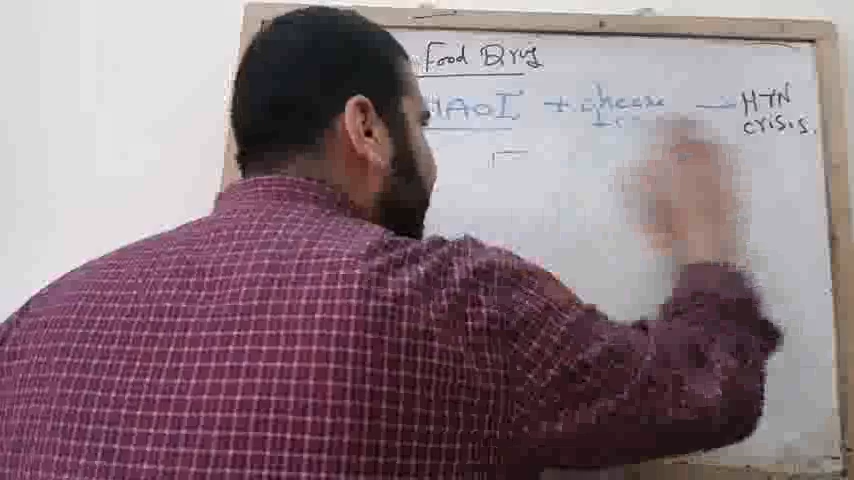 Food Drug
MAOI + cheese → HTN
crisis.